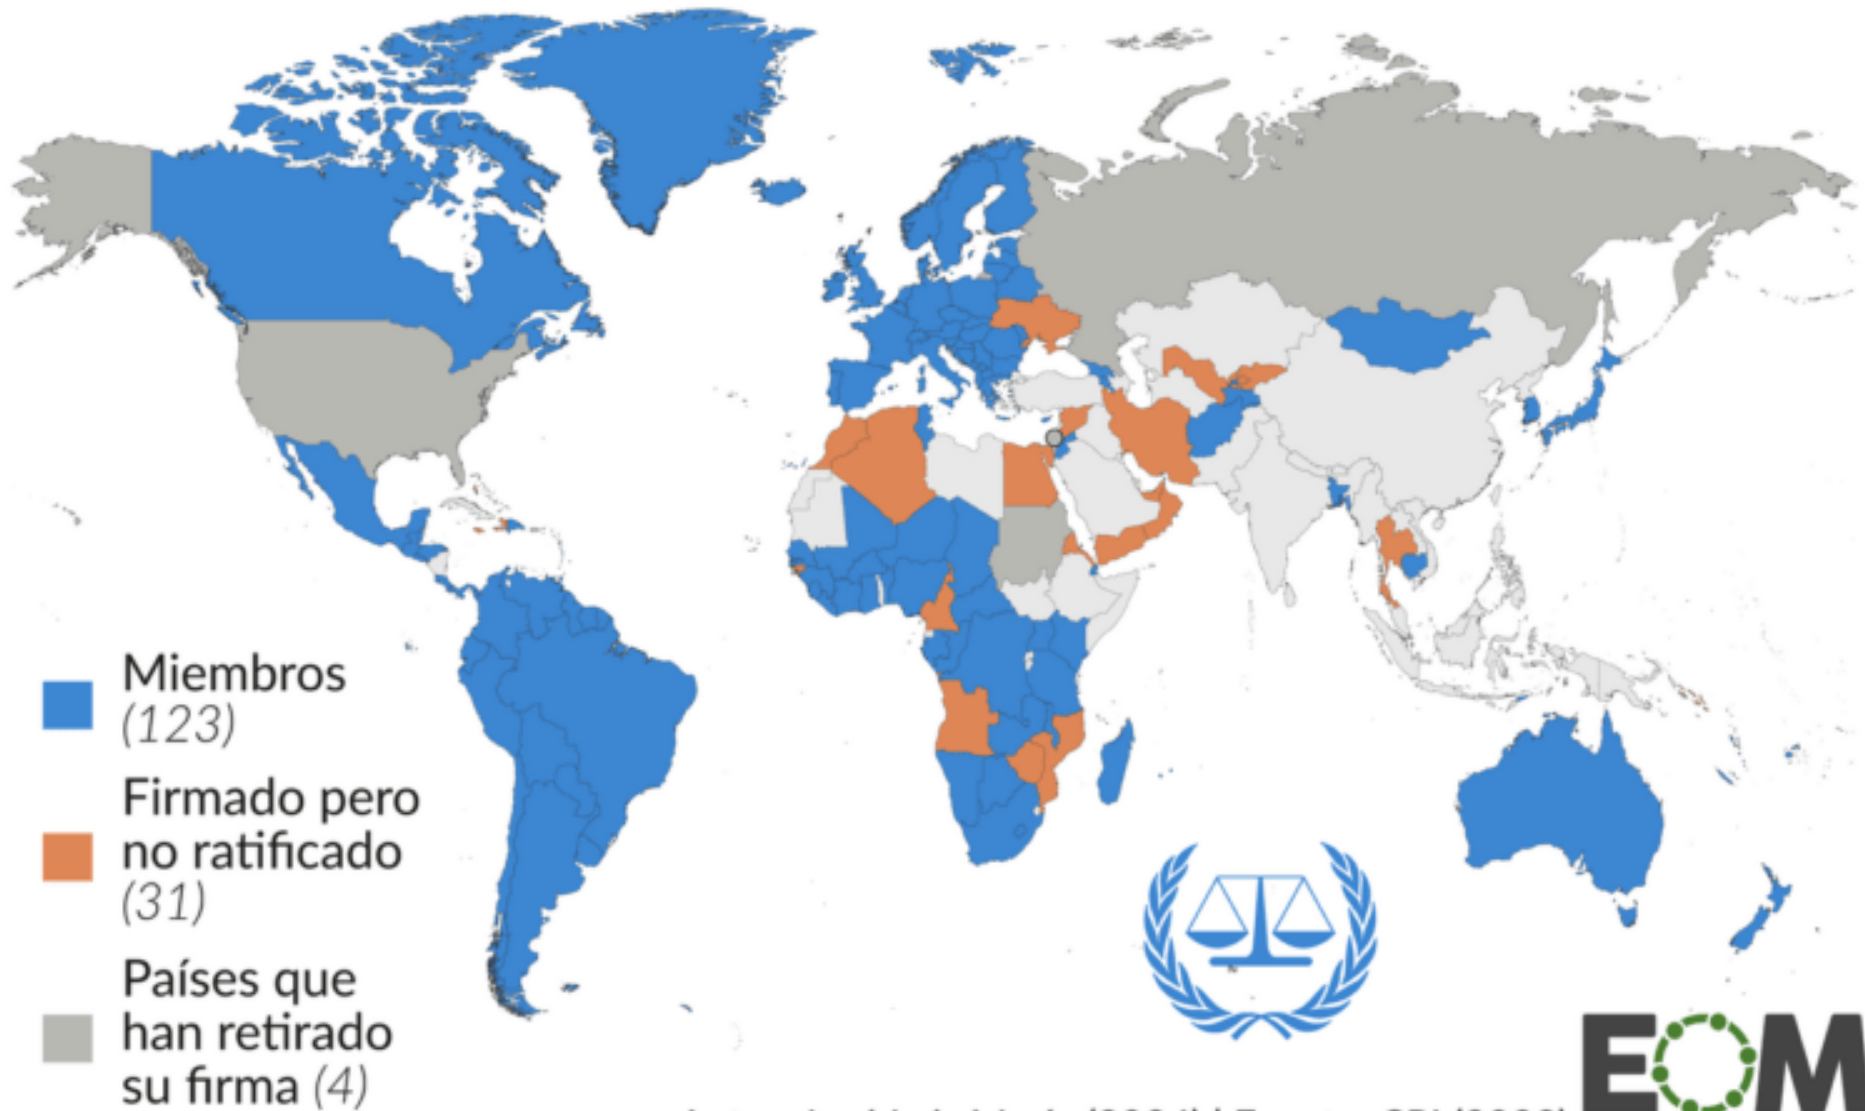 Miembros
(123)
Firmado pero
no ratificado
(31)
Países que
han retirado
su firma (4)
EOM